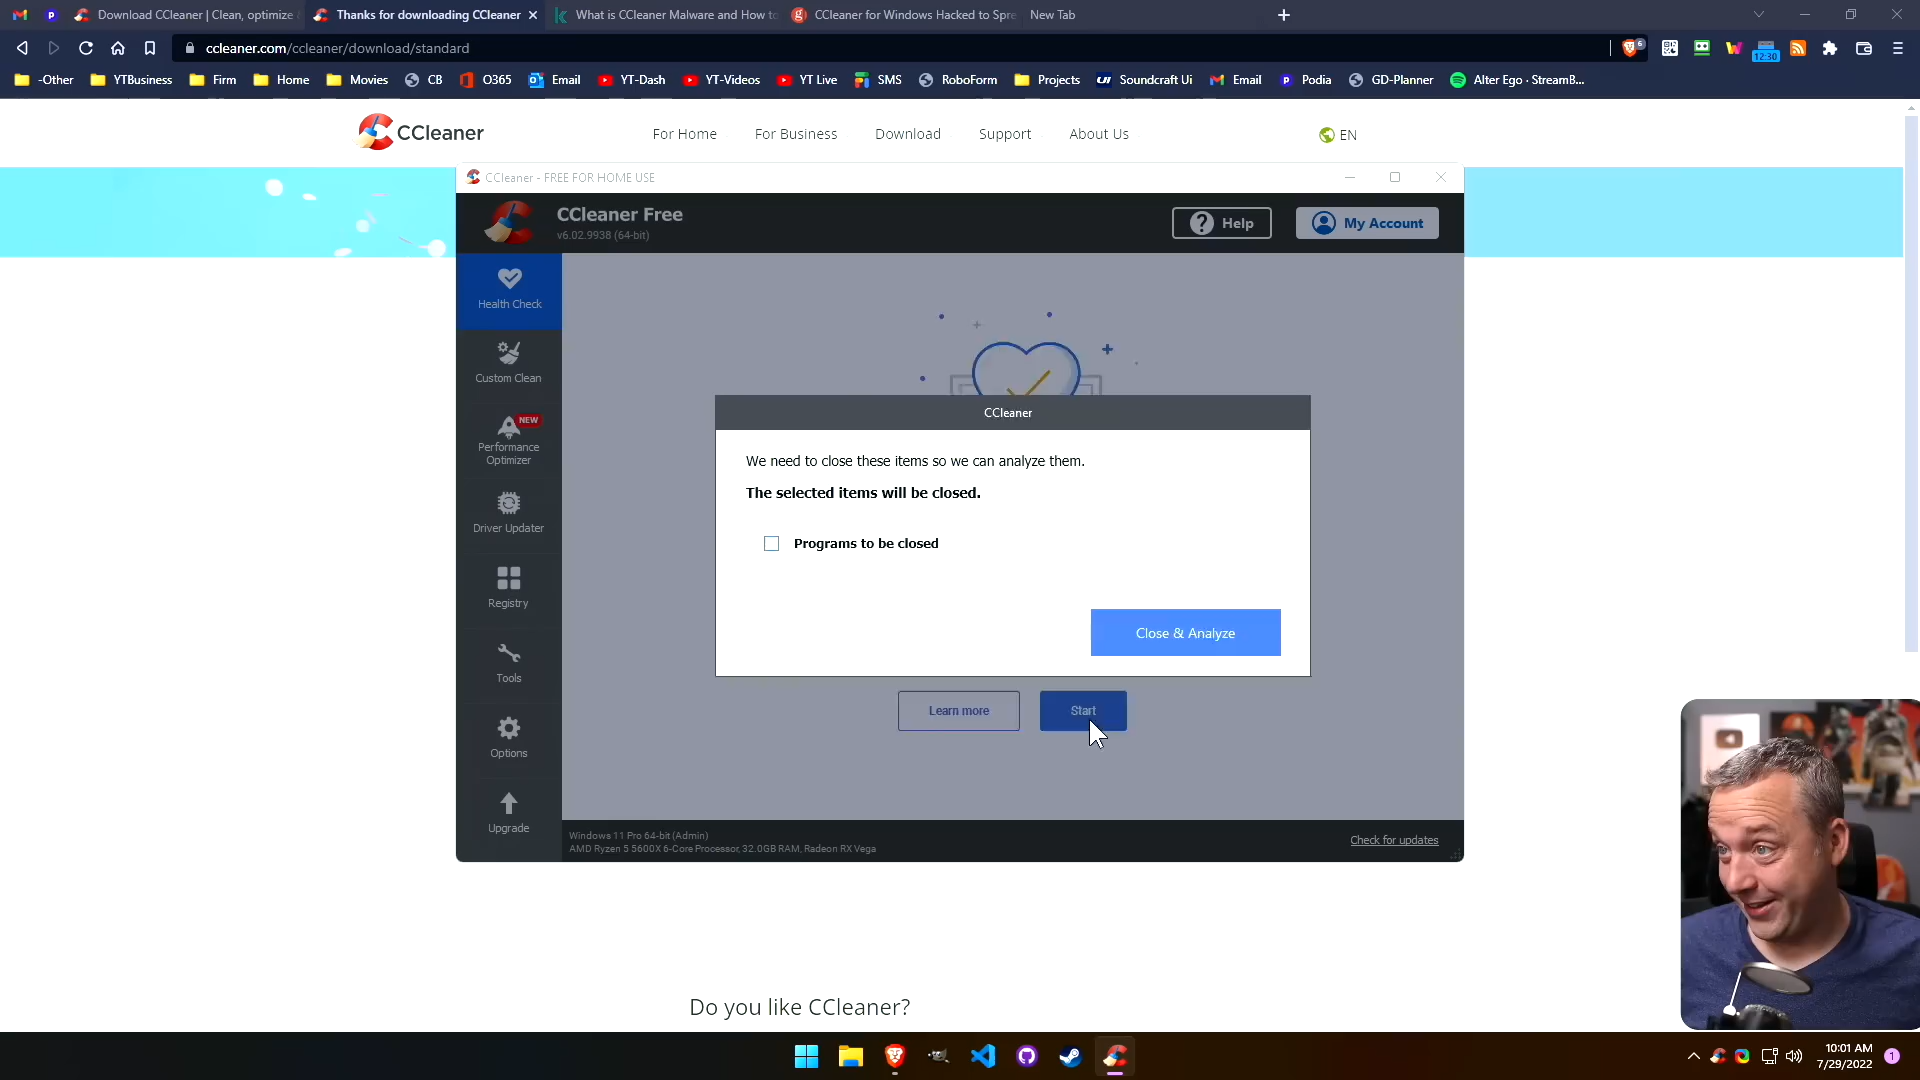 Download CCleaner | Clean, optimize
Thanks for downloading CCleaner
What is CCleaner Malware and How to
CCleaner for Windows Hacked to Spre
New Tab
ccleaner.com/ccleaner/download/standard
6
12:30
-Other
YTBusiness
Firm
Home
Movies
CB
O365
Email
YT-Dash
YT-Videos
YT Live
SMS
RoboForm
Projects
Soundcraft Ui
Email
Podia
GD-Planner
Alter Ego · StreamB...
CCleaner
For Home
For Business
Download
Support
About Us
EN
CCleaner - FREE FOR HOME USE
CCleaner Free
v6.02.9938 (64-bit)
Help
My Account
Health Check
Custom Clean
NEW
Performance
Optimizer
Driver Updater
Registry
Tools
Options
Upgrade
CCleaner
We need to close these items so we can analyze them.
The selected items will be closed.
Programs to be closed
Close & Analyze
Learn more
Start
Windows 11 Pro 64-bit (Admin)
AMD Ryzen 5 5600X 6-Core Processor, 32.0GB RAM, Radeon RX Vega
Check for updates
Do you like CCleaner?
10:01 AM
7/29/2022
1